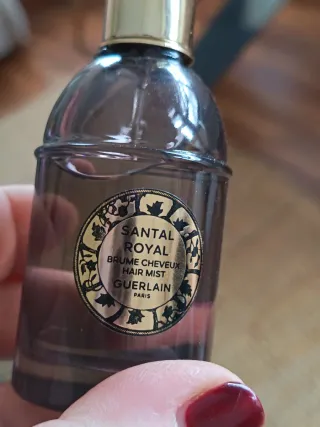 SANTAL
ROYAL
BRUME CHEVEUX
HAIR MIST
GUERLAIN
PARIS